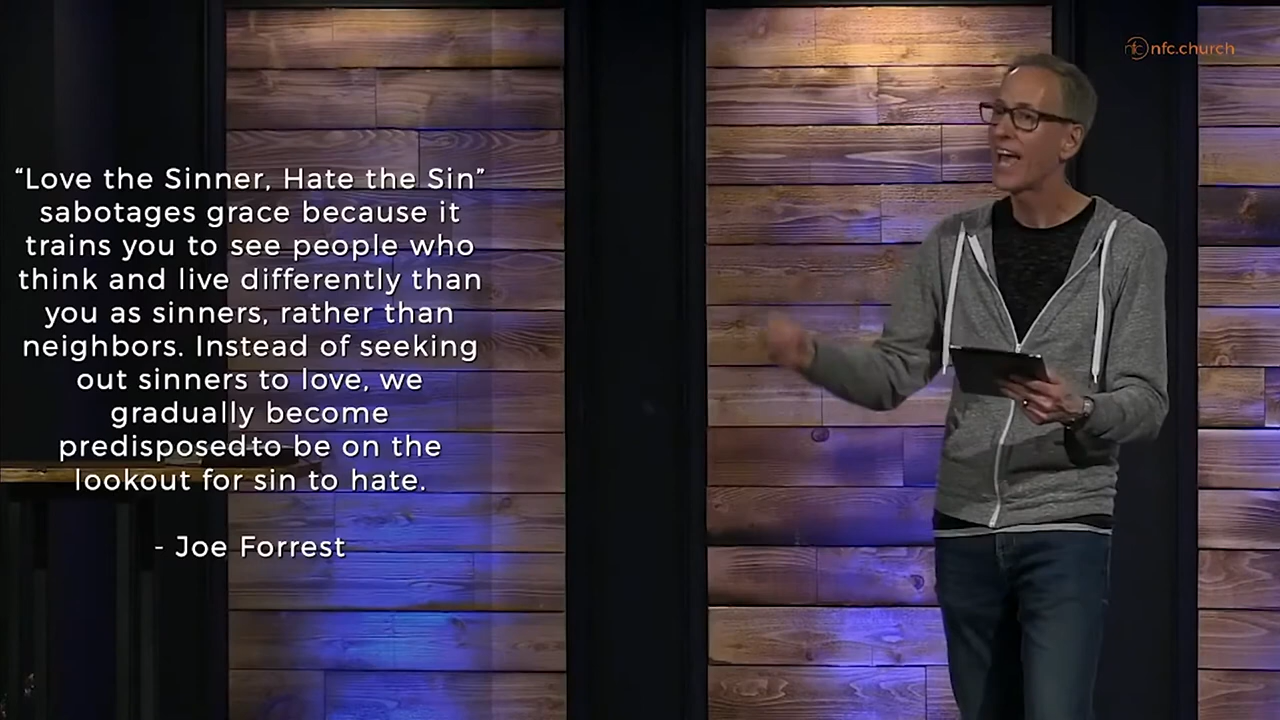 nfc.church
“Love the Sinner, Hate the Sin”
sabotages grace because it
trains you to see people who
think and live differently than
you as sinners, rather than
neighbors. Instead of seeking
out sinners to love, we
gradually become
predisposed to be on the
lookout for sin to hate.
- Joe Forrest